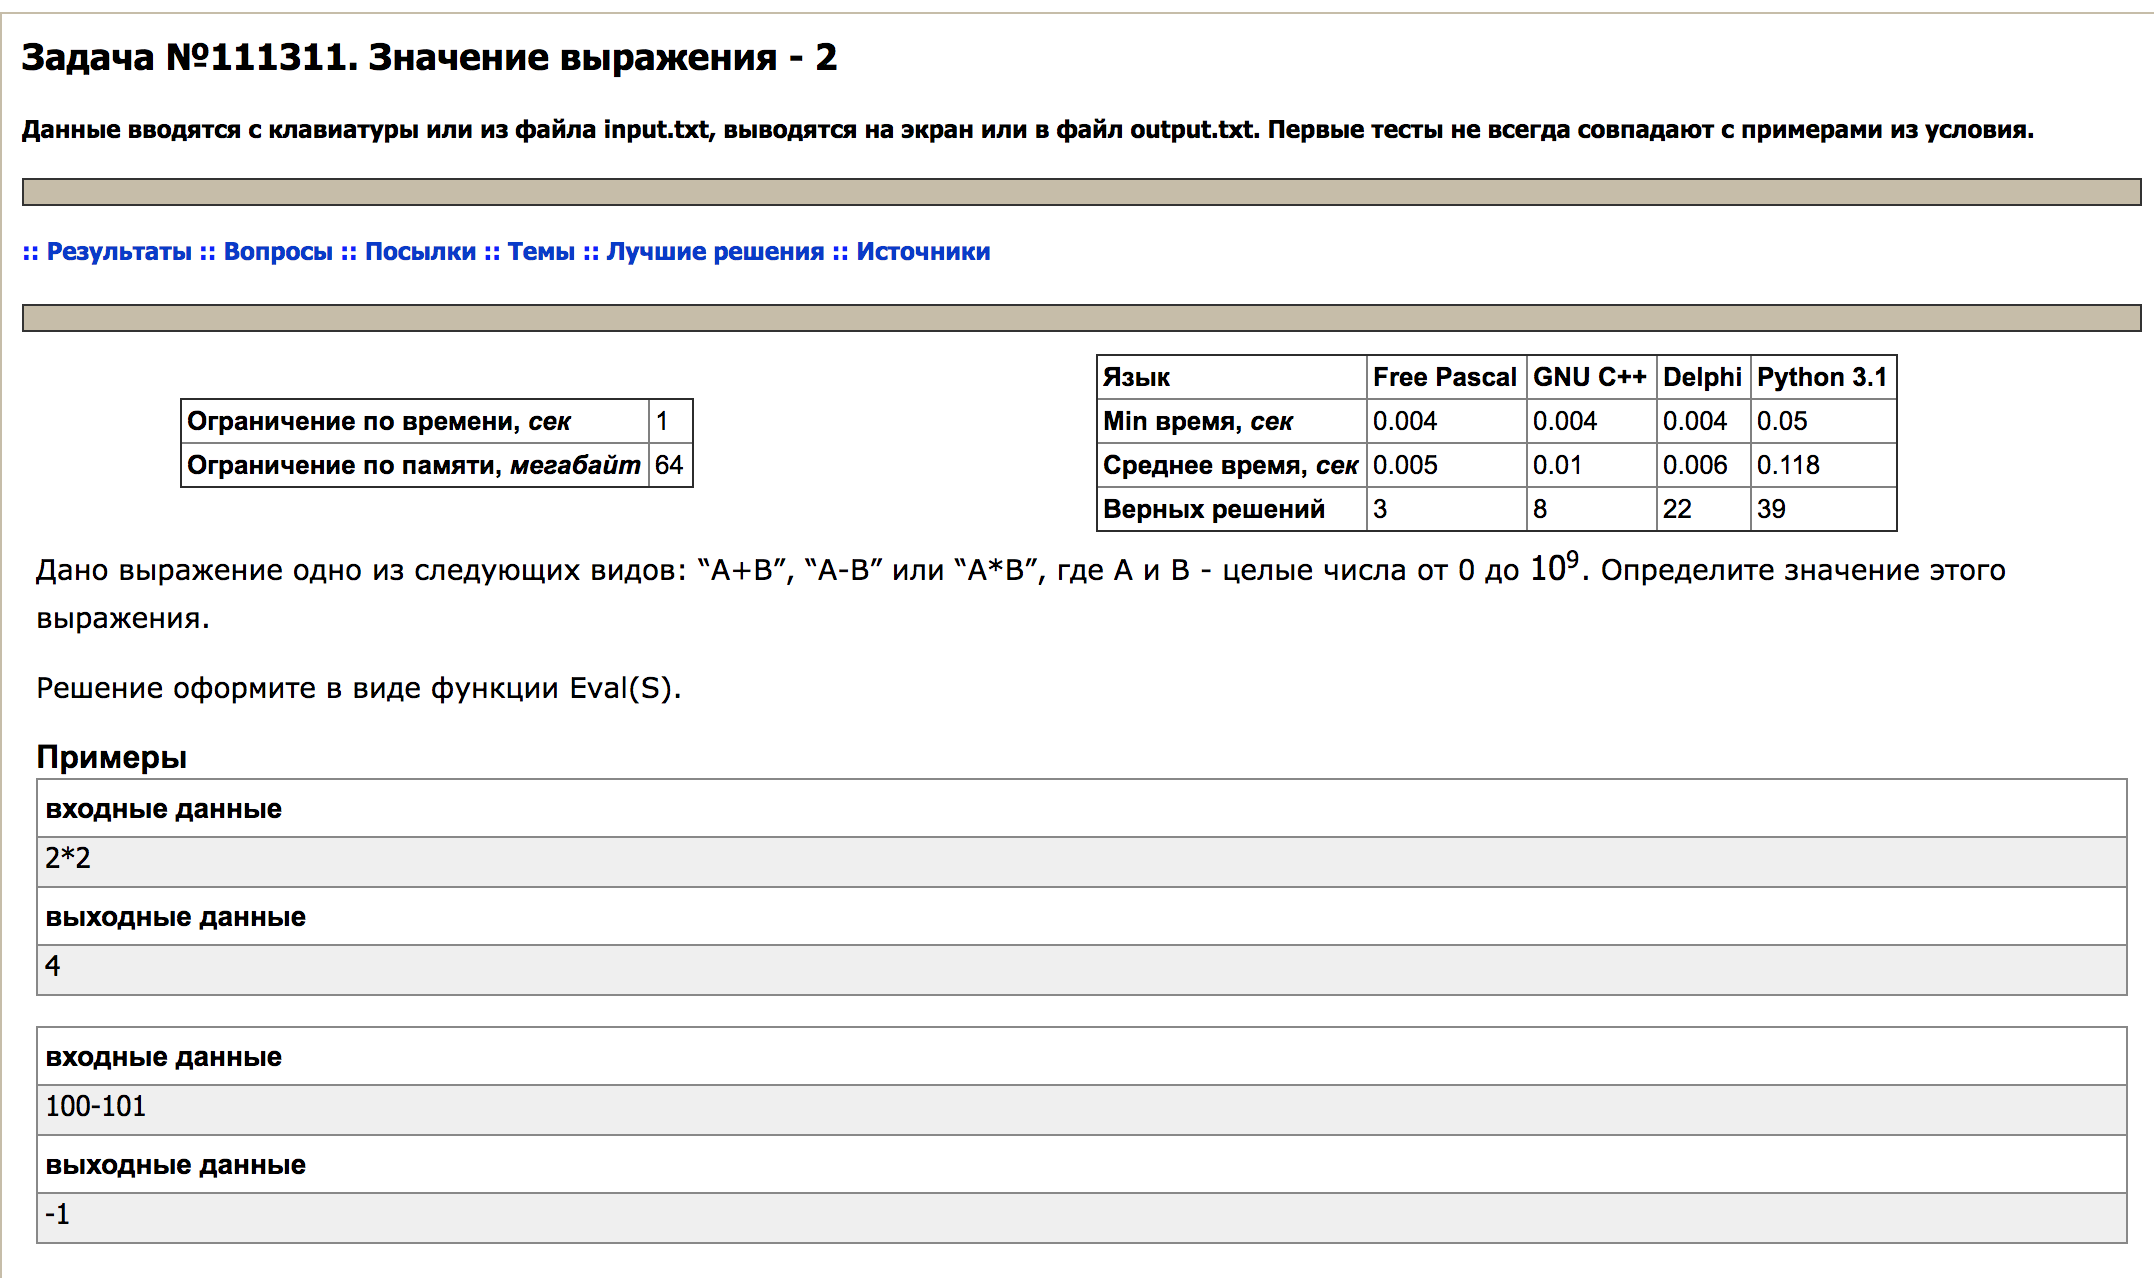 Задача №111311. Значение выражения - 2
Данные вводятся с клавиатуры или из файла input.txt, выводятся на экран или в файл output.txt. Первые тесты не всегда совпадают с примерами из условия.
:: Результаты :: Вопросы :: Посылки :: Темы :: Лучшие решения :: Источники
Ограничение по времени, сек 1
Ограничение по памяти, мегабайт 64
Язык Free Pascal GNU C++ Delphi Python 3.1
Min время, сек 0.004 0.004 0.004 0.05
Среднее время, сек 0.005 0.01 0.006 0.118
Верных решений 3 8 22 39
Дано выражение одно из следующих видов: “A+B”, “A-B” или “A*B”, где A и B - целые числа от 0 до 10⁹. Определите значение этого
выражения.
Решение оформите в виде функции Eval(S).
Примеры
входные данные
2*2
выходные данные
4
входные данные
100-101
выходные данные
-1